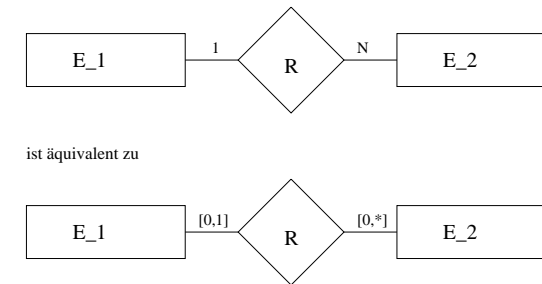 E_1 1 R N E_2
ist äquivalent zu
E_1 [0,1] R [0,*] E_2